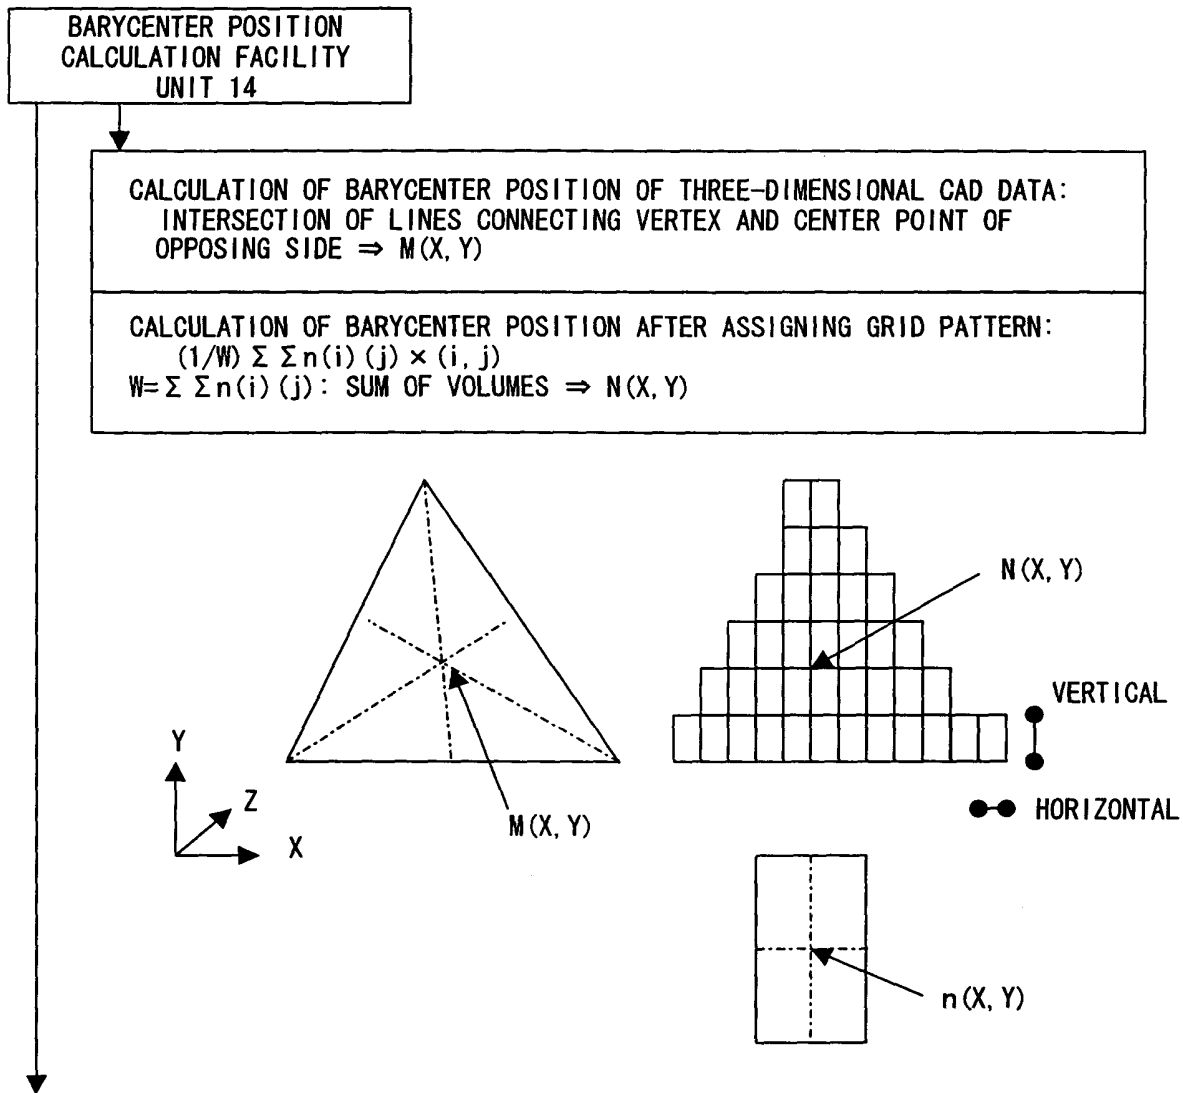 BARYCENTER POSITION
CALCULATION FACILITY
UNIT 14
CALCULATION OF BARYCENTER POSITION OF THREE-DIMENSIONAL CAD DATA:
INTERSECTION OF LINES CONNECTING VERTEX AND CENTER POINT OF
OPPOSING SIDE ⇒ M(X, Y)
CALCULATION OF BARYCENTER POSITION AFTER ASSIGNING GRID PATTERN:
(1/W) Σ Σ n(i) (j) × (i, j)
W= Σ Σ n(i) (j): SUM OF VOLUMES ⇒ N(X, Y)
N(X, Y)
VERTICAL
Y
Z
X
M(X, Y)
HORIZONTAL
n(X, Y)